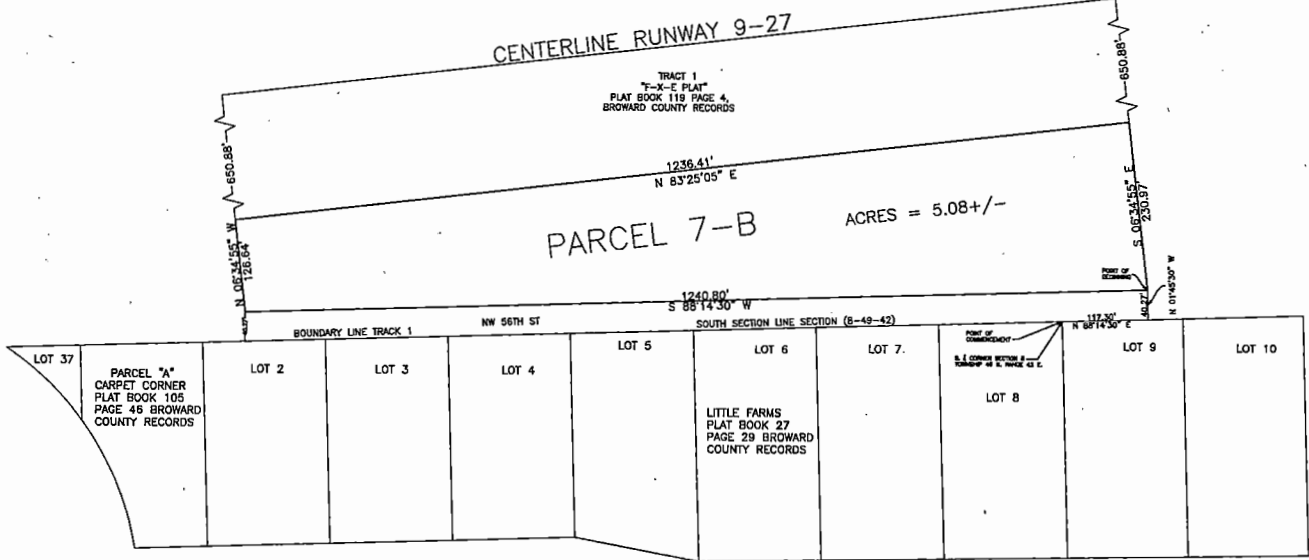 CENTERLINE RUNWAY 9-27
TRACT 1
"F-X-E PLAT"
PLAT BOOK 119 PAGE 4,
BROWARD COUNTY RECORDS
650.88'
650.88'
1236.41'
N 83°25'05" E
PARCEL 7-B
ACRES = 5.08+/-
N 06°34'55" W
126.64'
S 06°34'55" E
230.97'
POINT OF
BEGINNING
1240.80'
S 88°14'30" W
40.27'
N 01°45'30" W
BOUNDARY LINE TRACK 1
NW 56TH ST
SOUTH SECTION LINE SECTION (8-49-42)
117.30'
N 88°14'30" E
POINT OF
COMMENCEMENT
CORNER SECTION 8
LOT 37
PARCEL "A"
CARPET CORNER
PLAT BOOK 105
PAGE 46 BROWARD
COUNTY RECORDS
LOT 2
LOT 3
LOT 4
LOT 5
LOT 6
LITTLE FARMS
PLAT BOOK 27
PAGE 29 BROWARD
COUNTY RECORDS
LOT 7.
LOT 8
LOT 9
LOT 10